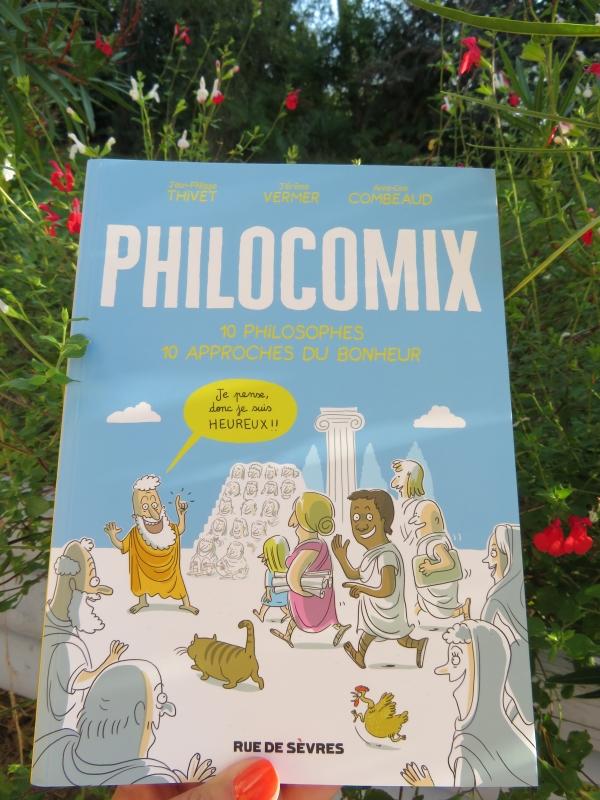 Jean-Philippe Jérôme Anne-Lise
THIVET VERMER COMBEAUD
PHILOCOMIX
10 PHILOSOPHES
10 APPROCHES DU BONHEUR
Je pense,
donc je suis
HEUREUX!!
RUE DE SÈVRES